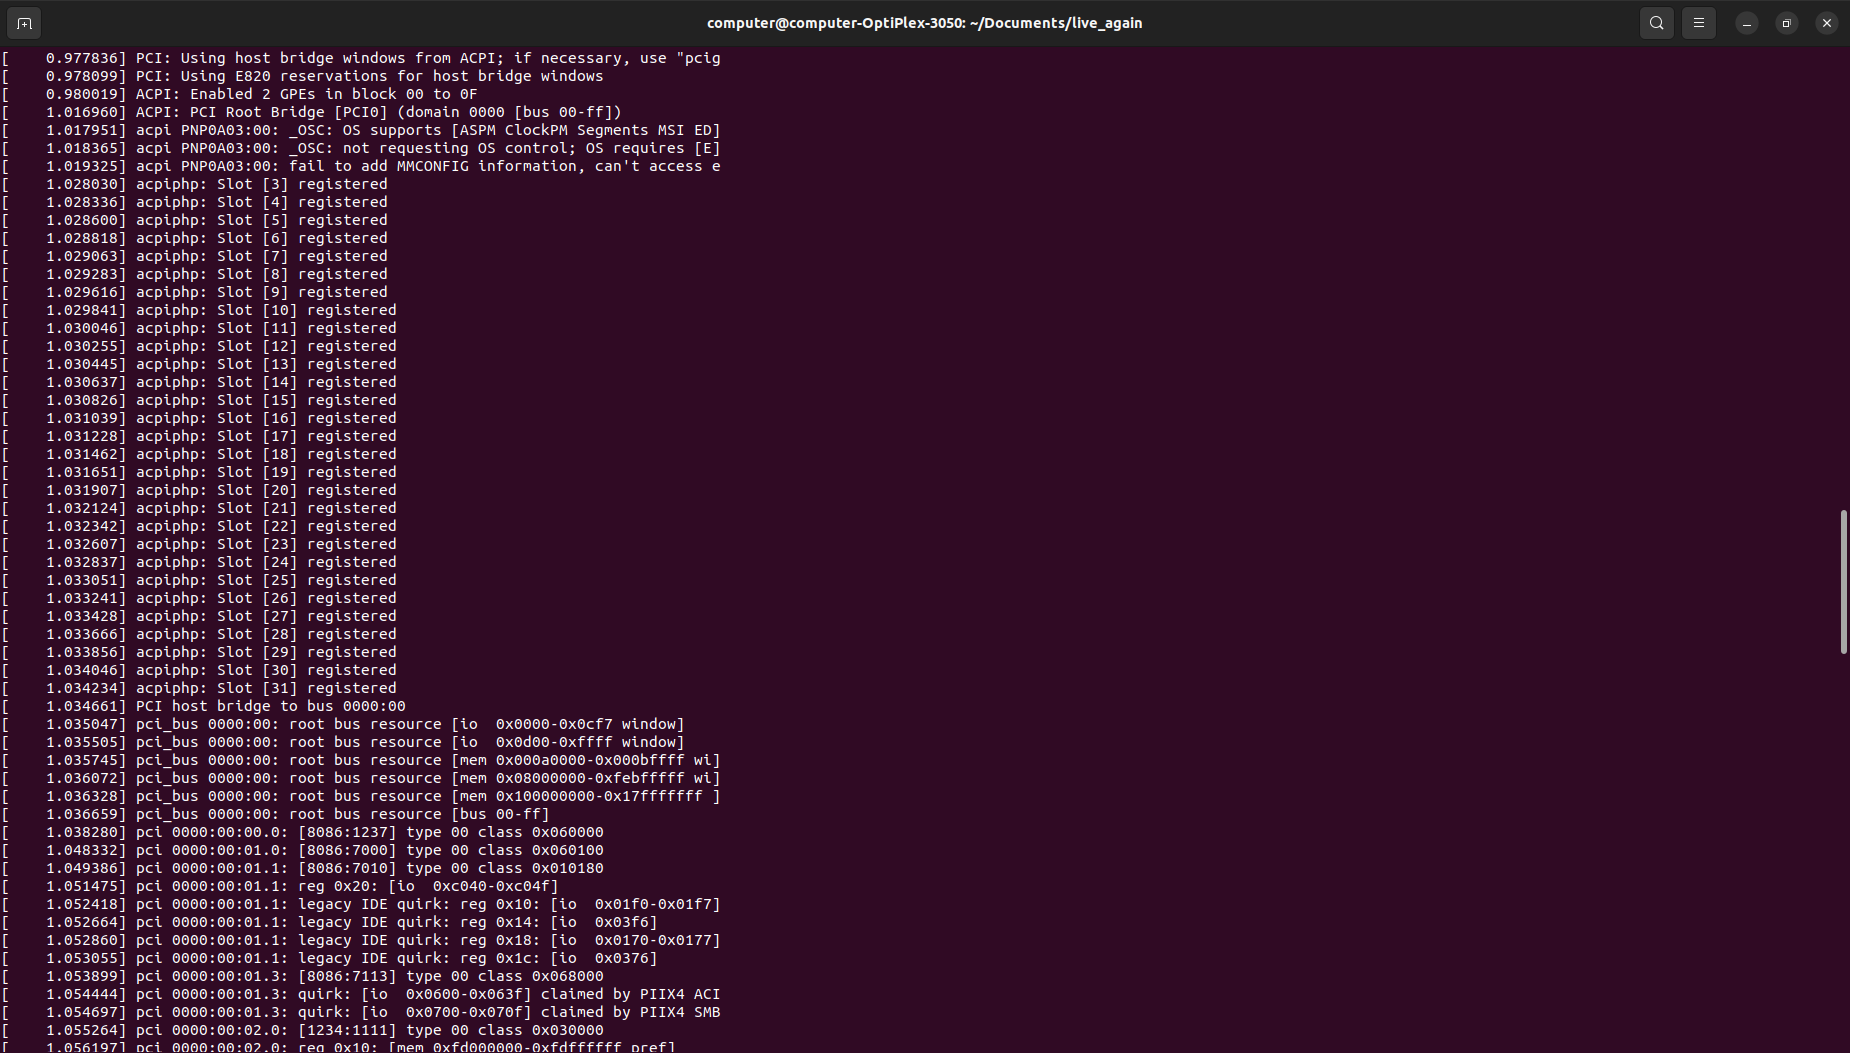 computer@computer-OptiPlex-3050: ~/Documents/live_again
[    0.977836] PCI: Using host bridge windows from ACPI; if necessary, use "pcig
[    0.978099] PCI: Using E820 reservations for host bridge windows
[    0.980019] ACPI: Enabled 2 GPEs in block 00 to 0F
[    1.016960] ACPI: PCI Root Bridge [PCI0] (domain 0000 [bus 00-ff])
[    1.017951] acpi PNP0A03:00: _OSC: OS supports [ASPM ClockPM Segments MSI ED]
[    1.018365] acpi PNP0A03:00: _OSC: not requesting OS control; OS requires [E]
[    1.019325] acpi PNP0A03:00: fail to add MMCONFIG information, can't access e
[    1.028030] acpiphp: Slot [3] registered
[    1.028336] acpiphp: Slot [4] registered
[    1.028600] acpiphp: Slot [5] registered
[    1.028818] acpiphp: Slot [6] registered
[    1.029063] acpiphp: Slot [7] registered
[    1.029283] acpiphp: Slot [8] registered
[    1.029616] acpiphp: Slot [9] registered
[    1.029841] acpiphp: Slot [10] registered
[    1.030046] acpiphp: Slot [11] registered
[    1.030255] acpiphp: Slot [12] registered
[    1.030445] acpiphp: Slot [13] registered
[    1.030637] acpiphp: Slot [14] registered
[    1.030826] acpiphp: Slot [15] registered
[    1.031039] acpiphp: Slot [16] registered
[    1.031228] acpiphp: Slot [17] registered
[    1.031462] acpiphp: Slot [18] registered
[    1.031651] acpiphp: Slot [19] registered
[    1.031907] acpiphp: Slot [20] registered
[    1.032124] acpiphp: Slot [21] registered
[    1.032342] acpiphp: Slot [22] registered
[    1.032607] acpiphp: Slot [23] registered
[    1.032837] acpiphp: Slot [24] registered
[    1.033051] acpiphp: Slot [25] registered
[    1.033241] acpiphp: Slot [26] registered
[    1.033428] acpiphp: Slot [27] registered
[    1.033666] acpiphp: Slot [28] registered
[    1.033856] acpiphp: Slot [29] registered
[    1.034046] acpiphp: Slot [30] registered
[    1.034234] acpiphp: Slot [31] registered
[    1.034661] PCI host bridge to bus 0000:00
[    1.035047] pci_bus 0000:00: root bus resource [io  0x0000-0x0cf7 window]
[    1.035505] pci_bus 0000:00: root bus resource [io  0x0d00-0xffff window]
[    1.035745] pci_bus 0000:00: root bus resource [mem 0x000a0000-0x000bffff wi]
[    1.036072] pci_bus 0000:00: root bus resource [mem 0x08000000-0xfebfffff wi]
[    1.036328] pci_bus 0000:00: root bus resource [mem 0x100000000-0x17fffffff ]
[    1.036659] pci_bus 0000:00: root bus resource [bus 00-ff]
[    1.038280] pci 0000:00:00.0: [8086:1237] type 00 class 0x060000
[    1.048332] pci 0000:00:01.0: [8086:7000] type 00 class 0x060100
[    1.049386] pci 0000:00:01.1: [8086:7010] type 00 class 0x010180
[    1.051475] pci 0000:00:01.1: reg 0x20: [io  0xc040-0xc04f]
[    1.052418] pci 0000:00:01.1: legacy IDE quirk: reg 0x10: [io  0x01f0-0x01f7]
[    1.052664] pci 0000:00:01.1: legacy IDE quirk: reg 0x14: [io  0x03f6]
[    1.052860] pci 0000:00:01.1: legacy IDE quirk: reg 0x18: [io  0x0170-0x0177]
[    1.053055] pci 0000:00:01.1: legacy IDE quirk: reg 0x1c: [io  0x0376]
[    1.053899] pci 0000:00:01.3: [8086:7113] type 00 class 0x068000
[    1.054444] pci 0000:00:01.3: quirk: [io  0x0600-0x063f] claimed by PIIX4 ACI
[    1.054697] pci 0000:00:01.3: quirk: [io  0x0700-0x070f] claimed by PIIX4 SMB
[    1.055264] pci 0000:00:02.0: [1234:1111] type 00 class 0x030000
[    1.056197] pci 0000:00:02.0: reg 0x10: [mem 0xfd000000-0xfdffffff pref]